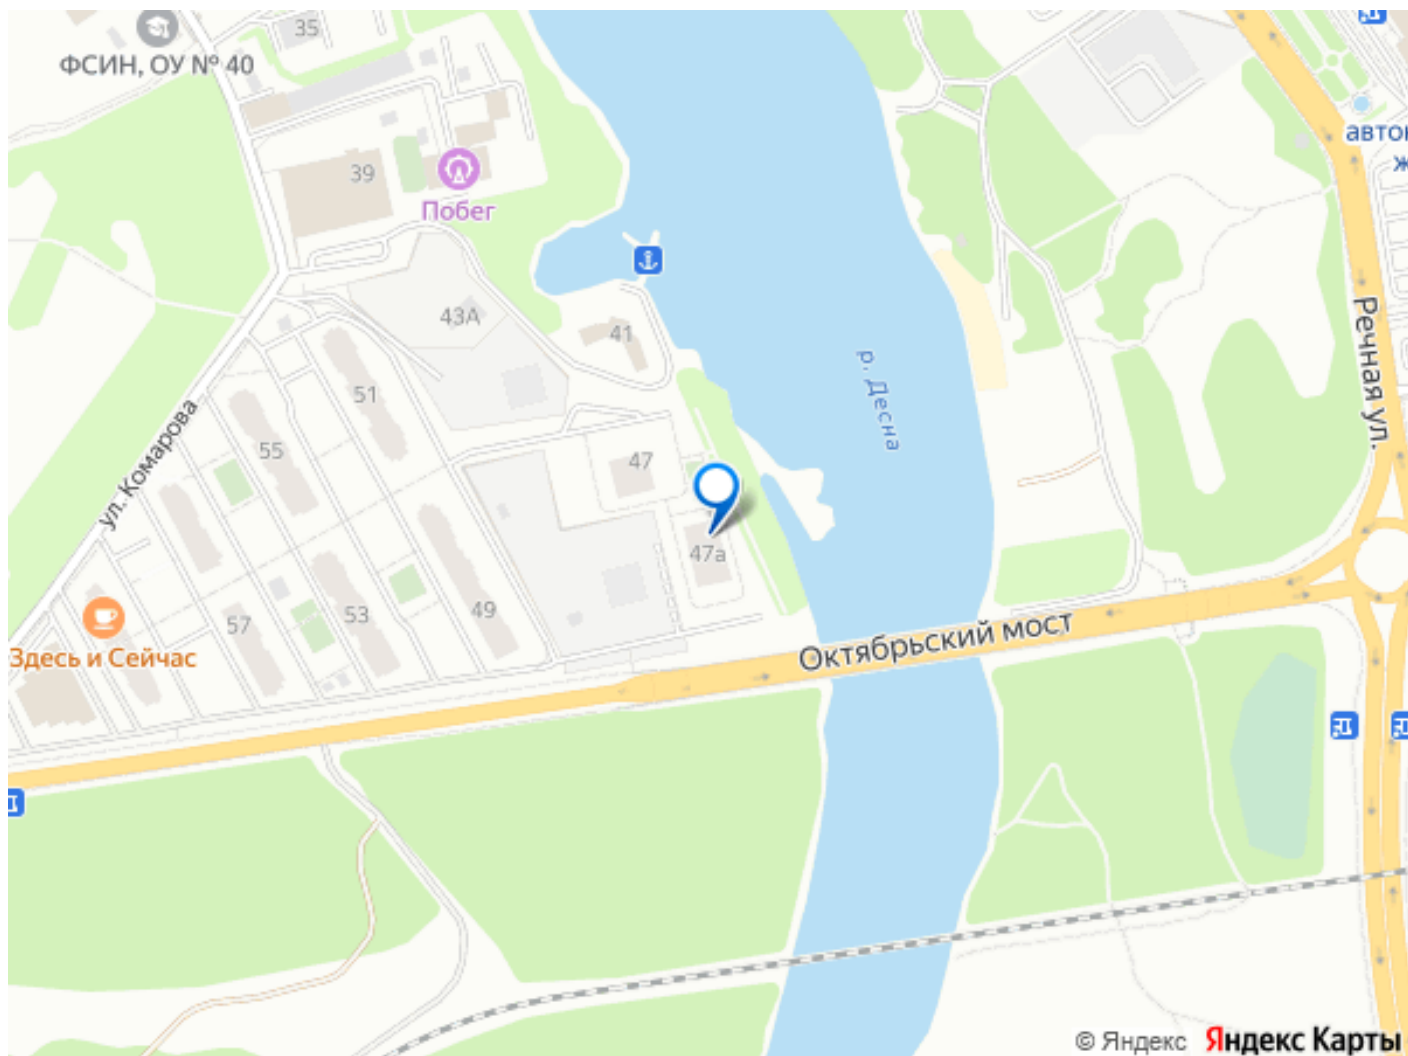 35
ФСИН, ОУ № 40
авток
ж
39
Побег
43А
41
Речная ул.
р. Десна
51
ул. Комарова
55
47
47а
49
53
57
Октябрьский мост
Здесь и Сейчас
© Яндекс Яндекс Карты